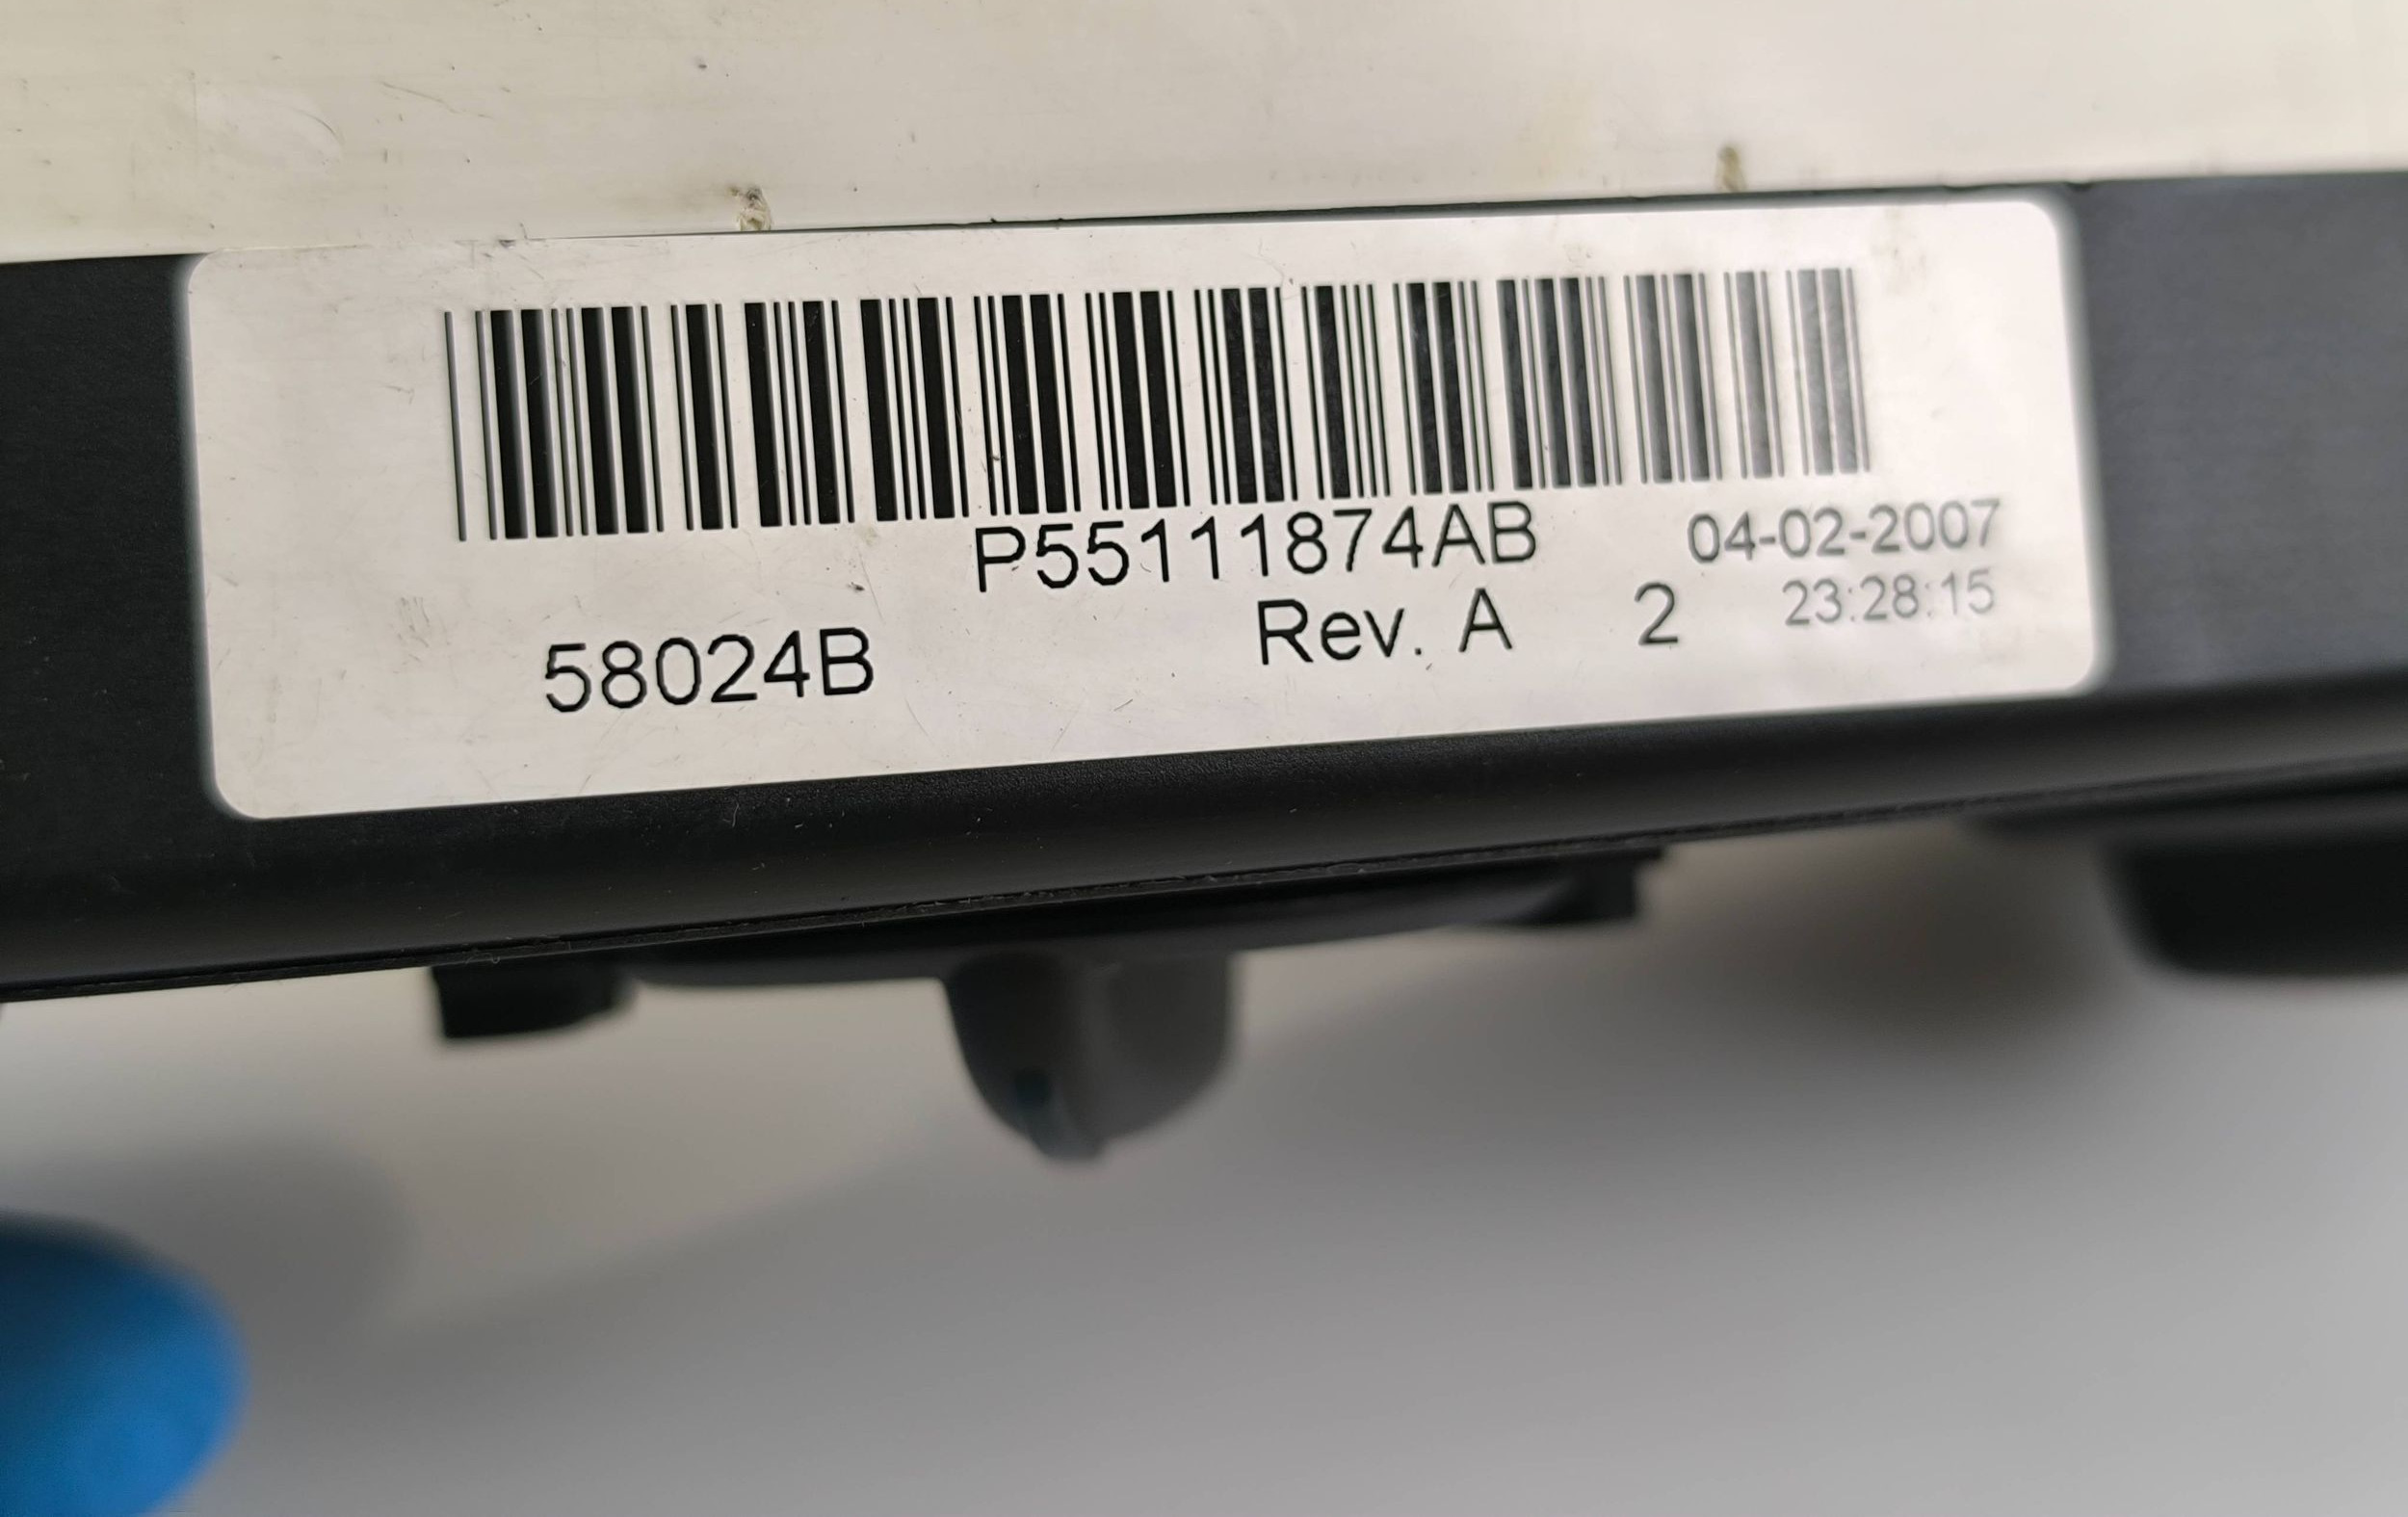 P55111874AB 04-02-2007
58024B Rev. A 2 23:28:15